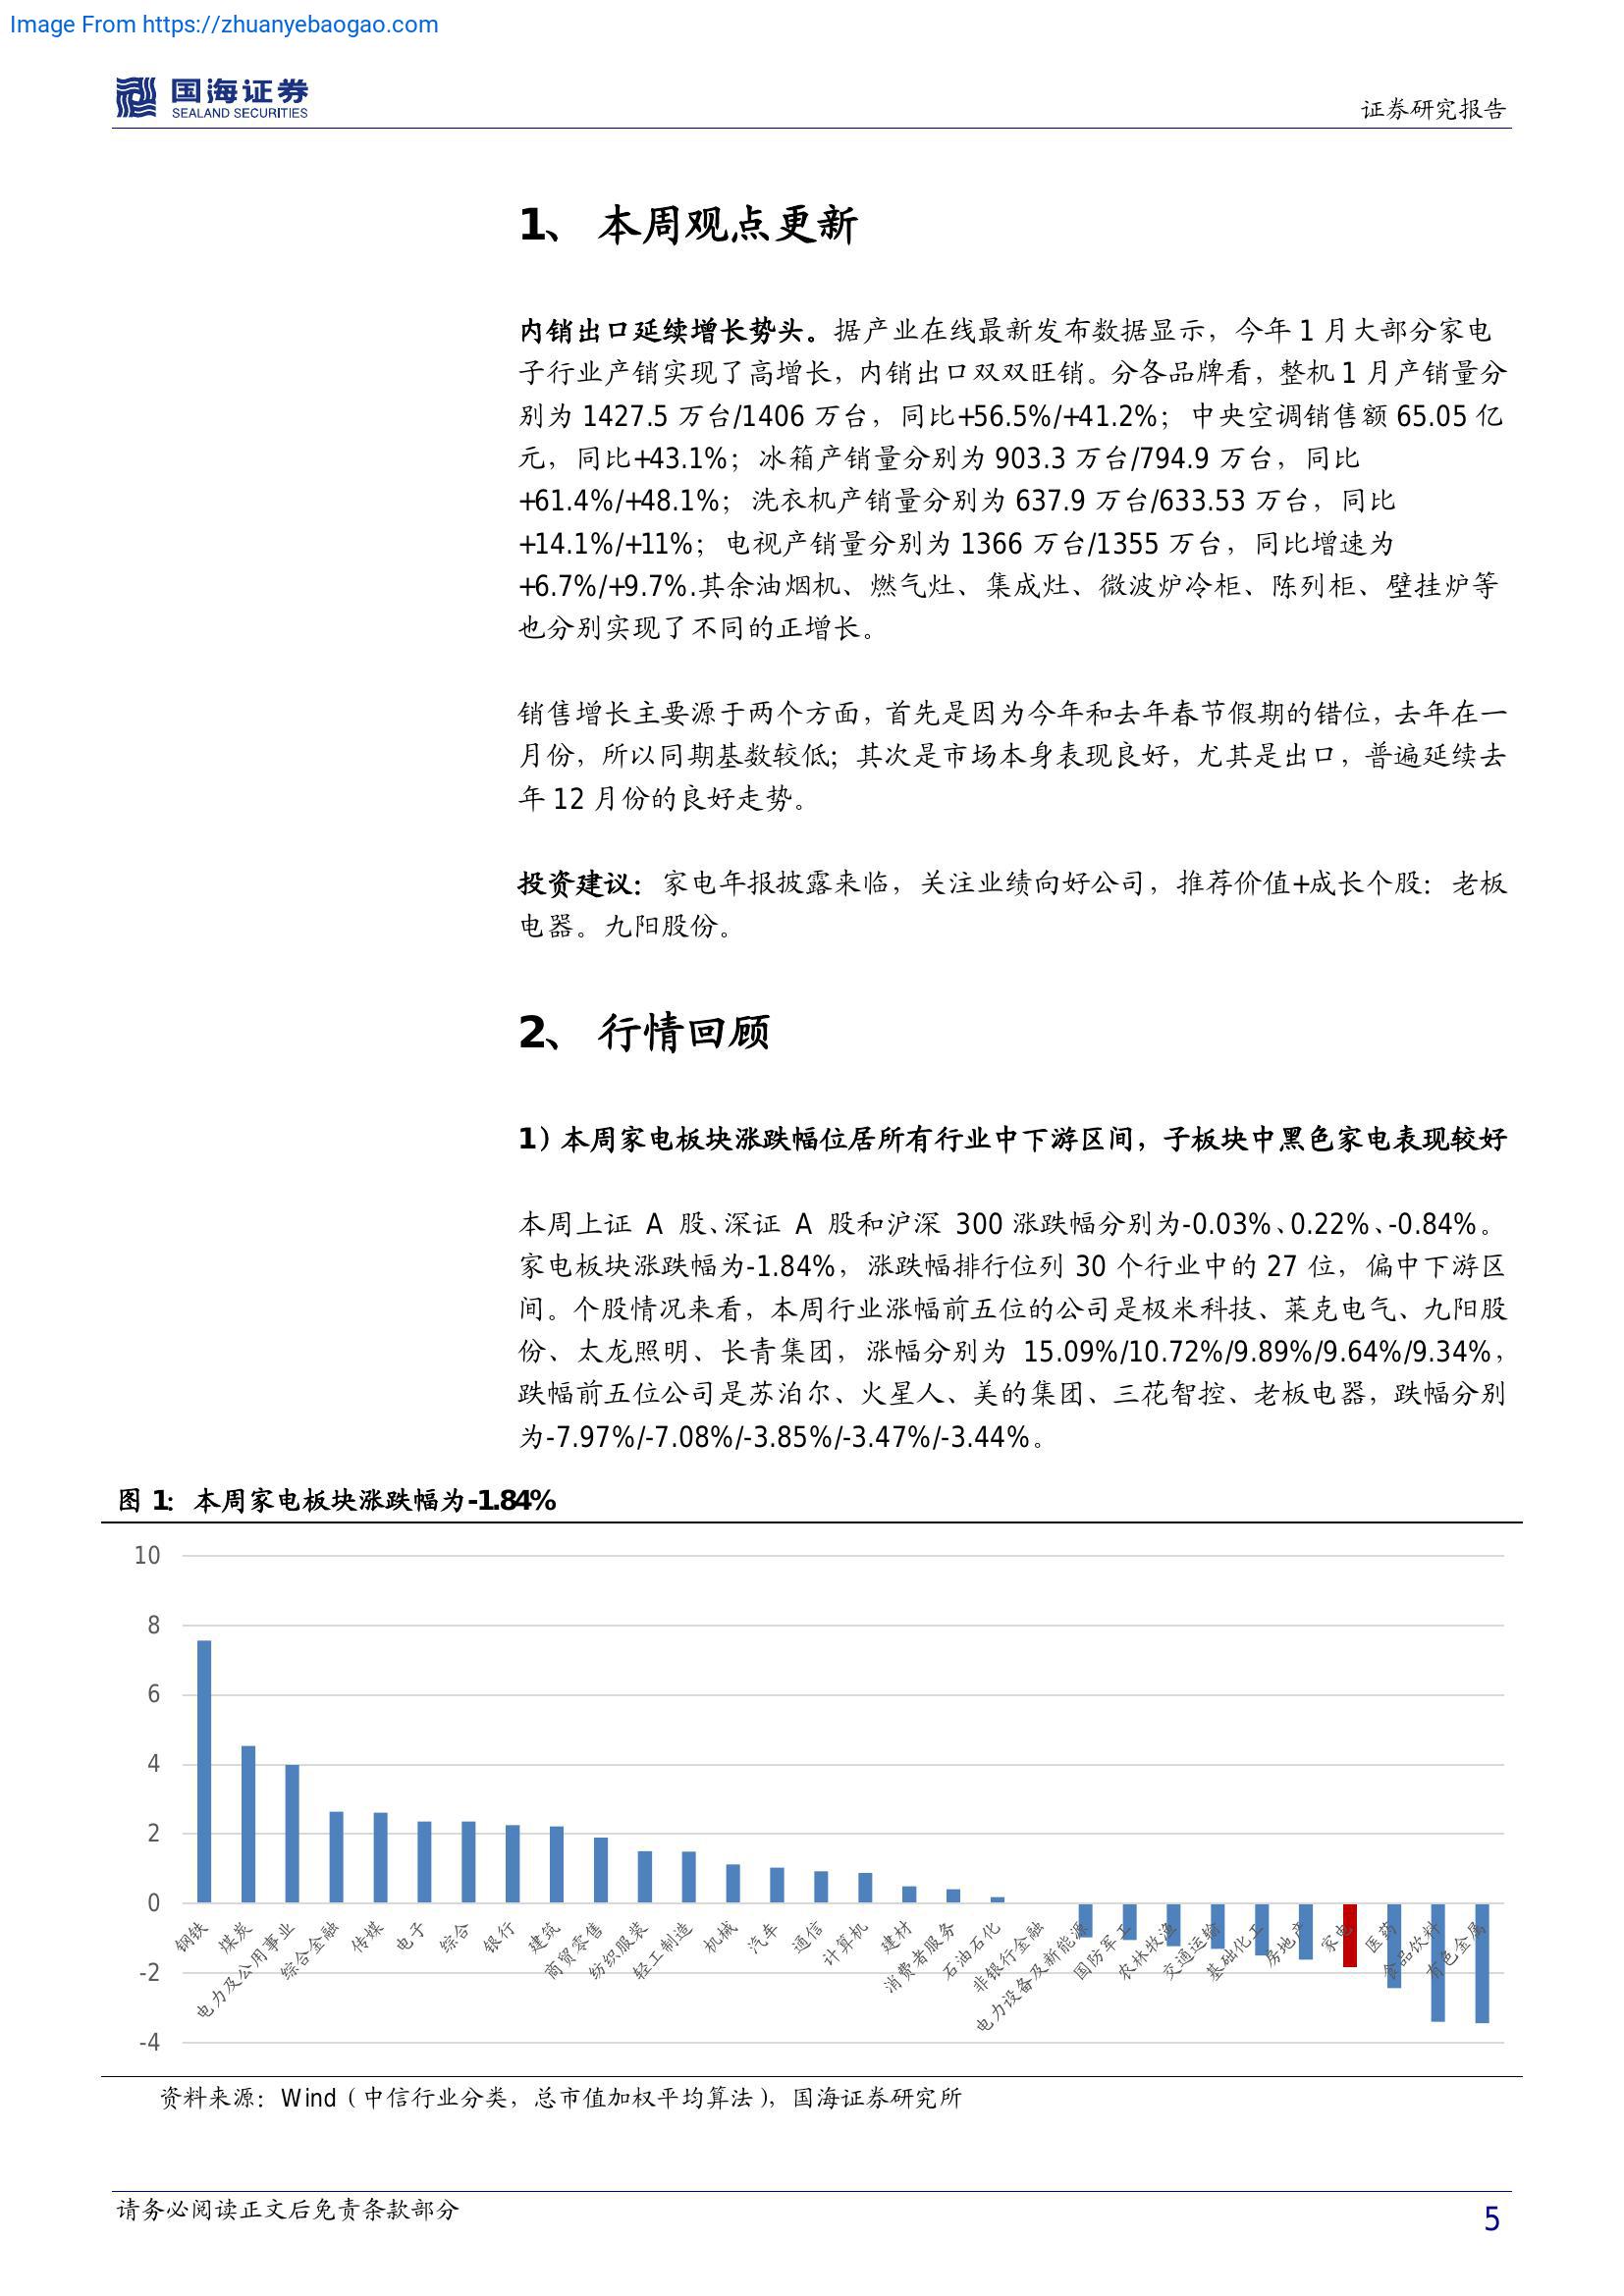 Image From https://zhuanyebaogao.com
国海证券
SEALAND SECURITIES
证券研究报告
1、 本周观点更新
内销出口延续增长势头。据产业在线最新发布数据显示，今年 1 月大部分家电
子行业产销实现了高增长，内销出口双双旺销。分各品牌看，整机 1 月产销量分
别为 1427.5 万台/1406 万台，同比+56.5%/+41.2%；中央空调销售额 65.05 亿
元，同比+43.1%；冰箱产销量分别为 903.3 万台/794.9 万台，同比
+61.4%/+48.1%；洗衣机产销量分别为 637.9 万台/633.53 万台，同比
+14.1%/+11%；电视产销量分别为 1366 万台/1355 万台，同比增速为
+6.7%/+9.7%.其余油烟机、燃气灶、集成灶、微波炉冷柜、陈列柜、壁挂炉等
也分别实现了不同的正增长。
销售增长主要源于两个方面，首先是因为今年和去年春节假期的错位，去年在一
月份，所以同期基数较低；其次是市场本身表现良好，尤其是出口，普遍延续去
年 12 月份的良好走势。
投资建议：家电年报披露来临，关注业绩向好公司，推荐价值+成长个股：老板
电器。九阳股份。
2、 行情回顾
1）本周家电板块涨跌幅位居所有行业中下游区间，子板块中黑色家电表现较好
本周上证 A 股、深证 A 股和沪深 300 涨跌幅分别为-0.03%、0.22%、-0.84%。
家电板块涨跌幅为-1.84%，涨跌幅排行位列 30 个行业中的 27 位，偏中下游区
间。个股情况来看，本周行业涨幅前五位的公司是极米科技、莱克电气、九阳股
份、太龙照明、长青集团，涨幅分别为 15.09%/10.72%/9.89%/9.64%/9.34%，
跌幅前五位公司是苏泊尔、火星人、美的集团、三花智控、老板电器，跌幅分别
为-7.97%/-7.08%/-3.85%/-3.47%/-3.44%。
图 1：本周家电板块涨跌幅为-1.84%
10
8
6
4
2
0
-2
-4
钢铁
煤炭
电力及公用事业
综合金融
传媒
电子
综合
银行
建筑
商贸零售
纺织服装
轻工制造
机械
汽车
通信
计算机
建材
消费者服务
石油石化
非银行金融
电力设备及新能源
国防军工
农林牧渔
交通运输
基础化工
房地产
家电
医药
食品饮料
有色金属
资料来源：Wind（中信行业分类，总市值加权平均算法），国海证券研究所
请务必阅读正文后免责条款部分
5